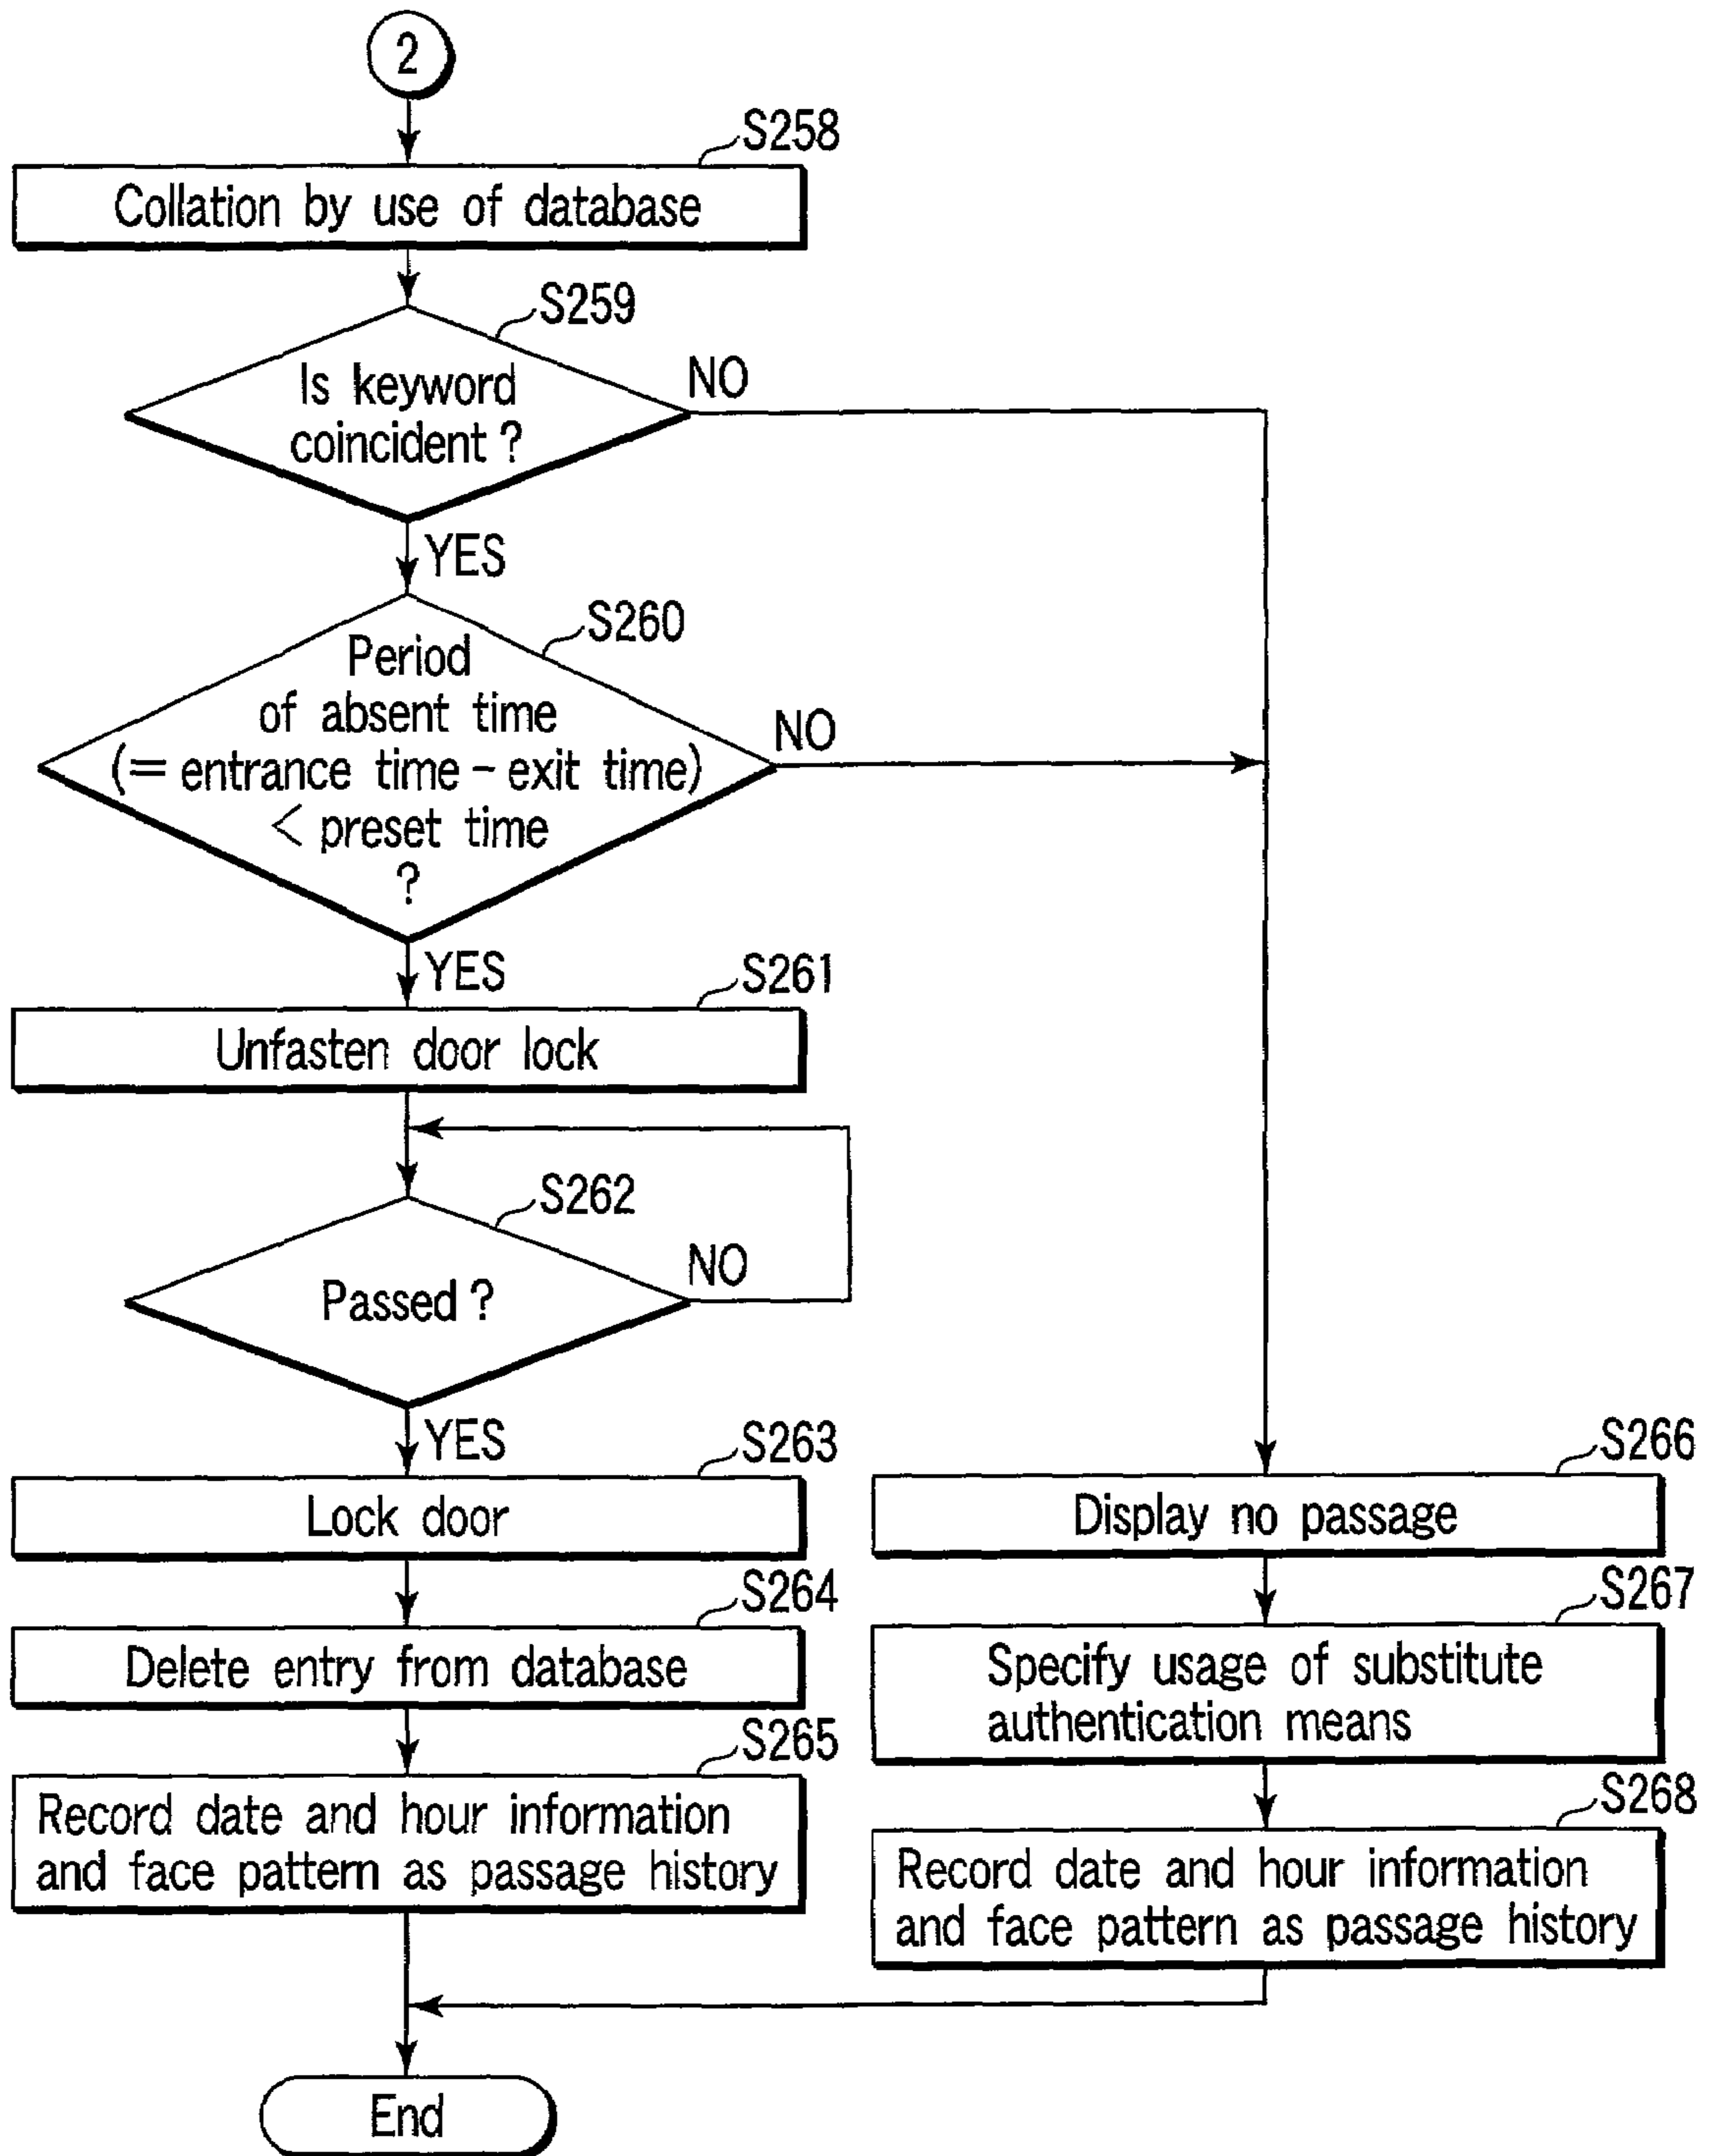 2
S258
Collation by use of database
S259
Is keyword
coincident ?
NO
YES
S260
Period
of absent time
(= entrance time - exit time)
< preset time
?
NO
YES
S261
Unfasten door lock
S262
Passed ?
NO
YES
S263
Lock door
S264
Delete entry from database
S265
Record date and hour information
and face pattern as passage history
S266
Display no passage
S267
Specify usage of substitute
authentication means
S268
Record date and hour information
and face pattern as passage history
End